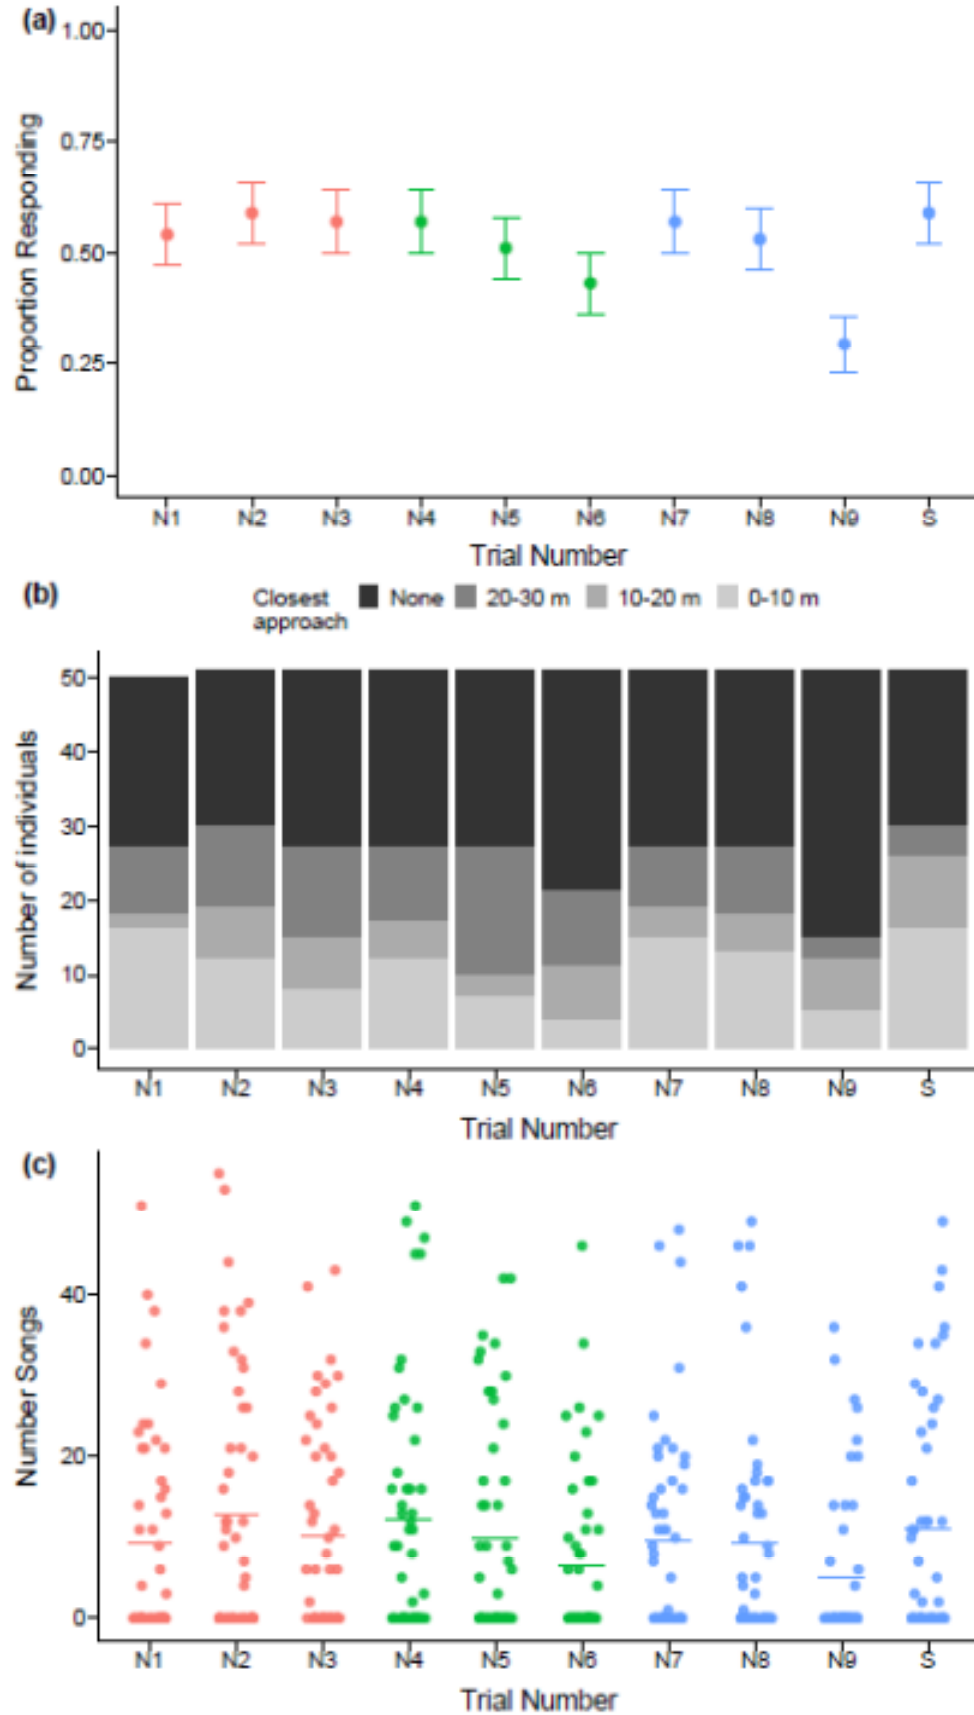 (a)
1.00
0.75
0.50
0.25
0.00
Proportion Responding
N1 N2 N3 N4 N5 N6 N7 N8 N9 S
Trial Number
(b)
Closest approach None 20-30 m 10-20 m 0-10 m
50
40
30
20
10
0
Number of individuals
N1 N2 N3 N4 N5 N6 N7 N8 N9 S
Trial Number
(c)
40
20
0
Number Songs
N1 N2 N3 N4 N5 N6 N7 N8 N9 S
Trial Number